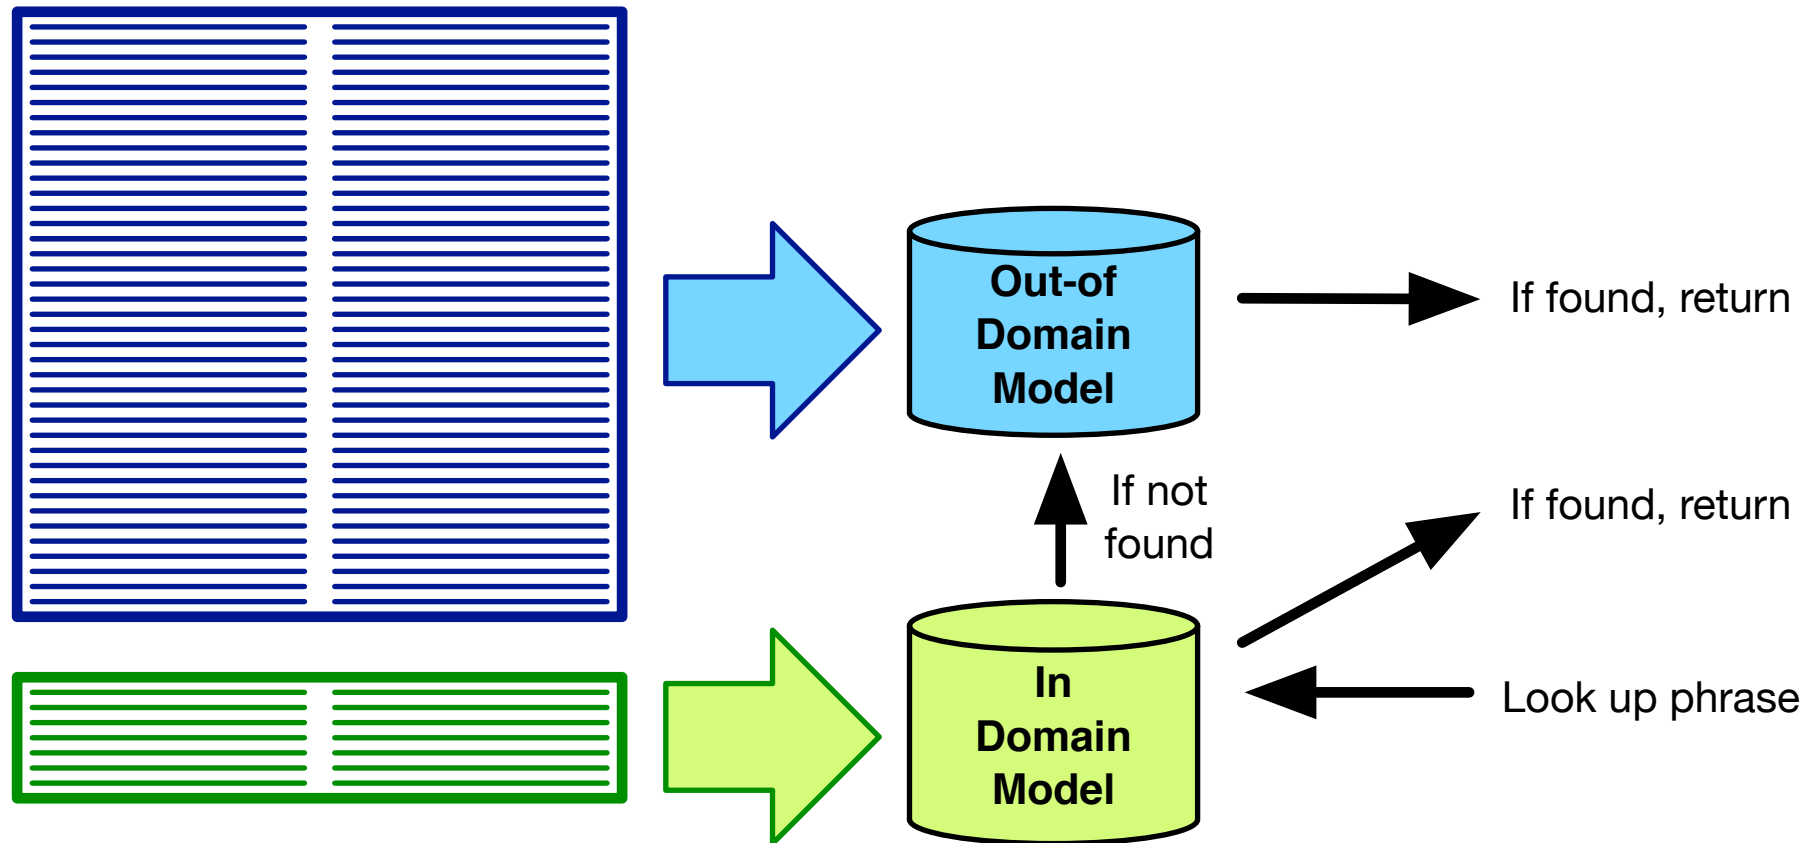 Out-of
Domain
Model
If found, return
If not
found
If found, return
In
Domain
Model
Look up phrase